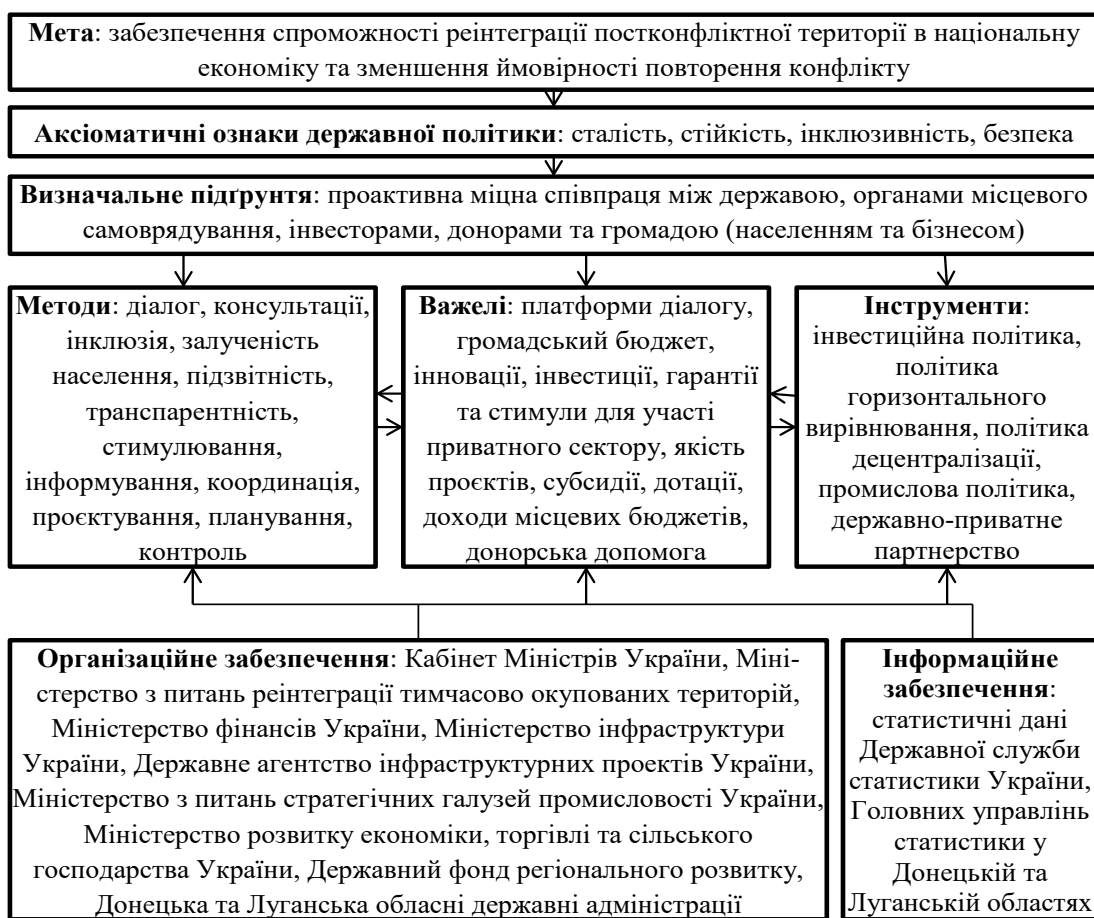 Мета: забезпечення спроможності реінтеграції постконфліктної території в національну
економіку та зменшення ймовірності повторення конфлікту
Аксіоматичні ознаки державної політики: сталість, стійкість, інклюзивність, безпека
Визначальне підґрунтя: проактивна міцна співпраця між державою, органами місцевого
самоврядування, інвесторами, донорами та громадою (населенням та бізнесом)
Методи: діалог, консультації,
інклюзія, залученість
населення, підзвітність,
транспарентність,
стимулювання,
інформування, координація,
проєктування, планування,
контроль
Важелі: платформи діалогу,
громадський бюджет,
інновації, інвестиції, гарантії
та стимули для участі
приватного сектору, якість
проєктів, субсидії, дотації,
доходи місцевих бюджетів,
донорська допомога
Інструменти:
інвестиційна політика,
політика
горизонтального
вирівнювання, політика
децентралізації,
промислова політика,
державно-приватне
партнерство
Організаційне забезпечення: Кабінет Міністрів України, Міні-
стерство з питань реінтеграції тимчасово окупованих територій,
Міністерство фінансів України, Міністерство інфраструктури
України, Державне агентство інфраструктурних проектів України,
Міністерство з питань стратегічних галузей промисловості України,
Міністерство розвитку економіки, торгівлі та сільського
господарства України, Державний фонд регіонального розвитку,
Донецька та Луганська обласні державні адміністрації
Інформаційне
забезпечення:
статистичні дані
Державної служби
статистики України,
Головних управлінь
статистики у
Донецькій та
Луганській областях